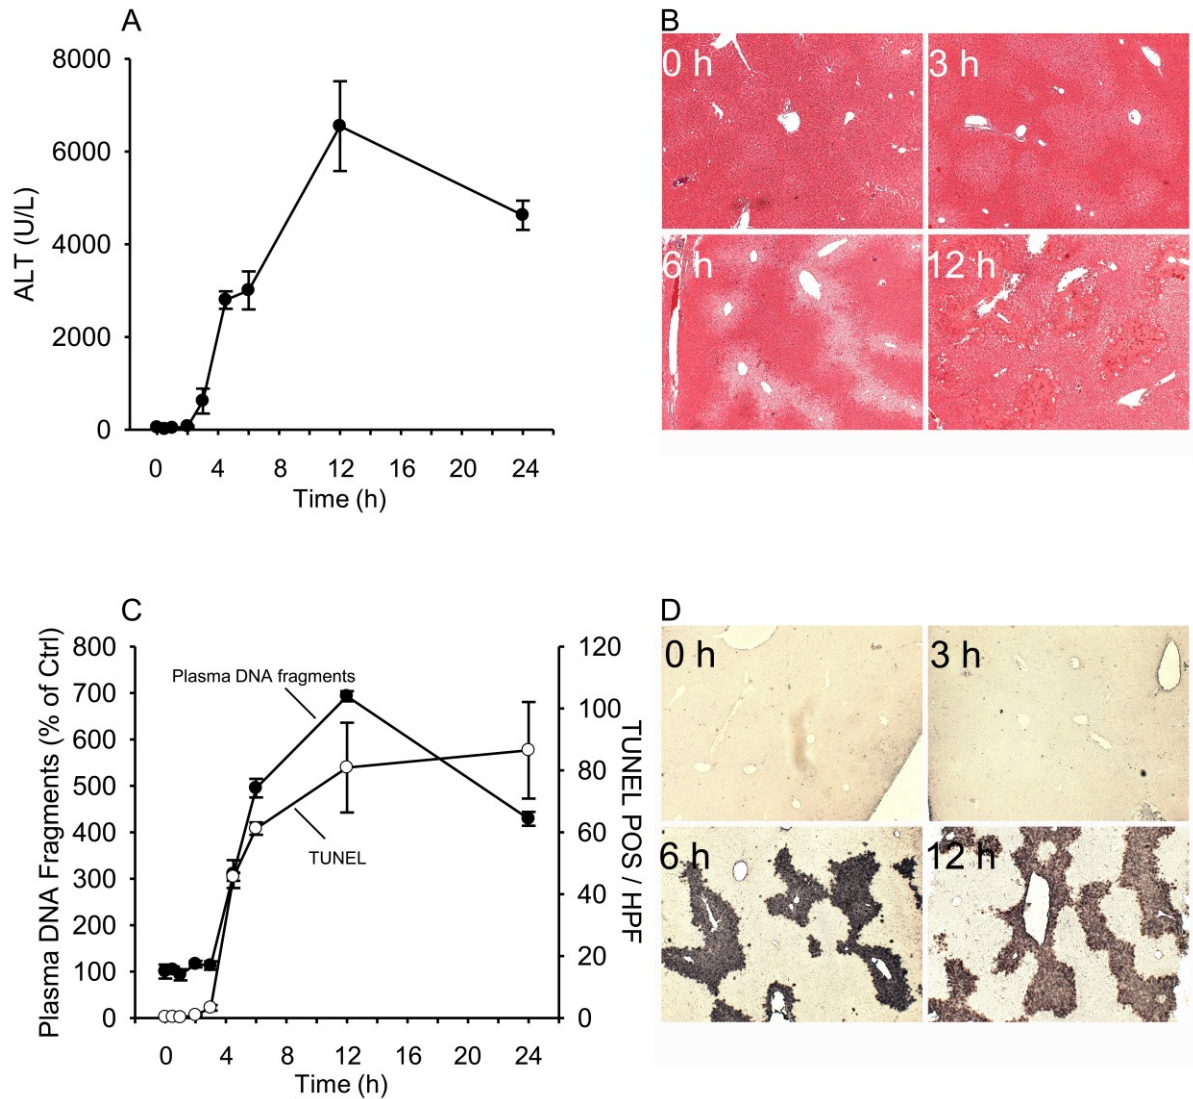 A
8000
6000
4000
2000
0
ALT (U/L)
0 4 8 12 16 20 24
Time (h)
B
0 h
3 h
6 h
12 h
C
800
700
600
500
400
300
200
100
0
Plasma DNA Fragments (% of Ctrl)
Plasma DNA fragments
TUNEL
120
100
80
60
40
20
0
TUNEL POS / HPF
0 4 8 12 16 20 24
Time (h)
D
0 h
3 h
6 h
12 h